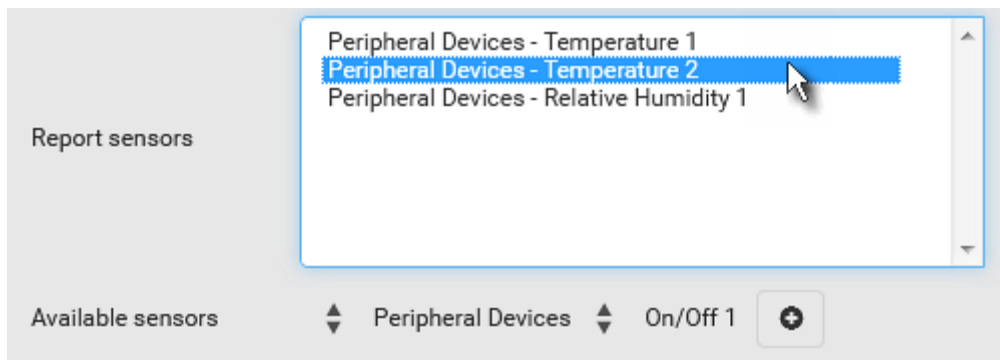 Peripheral Devices - Temperature 1
Peripheral Devices - Temperature 2
Peripheral Devices - Relative Humidity 1
Report sensors
Available sensors Peripheral Devices On/Off 1